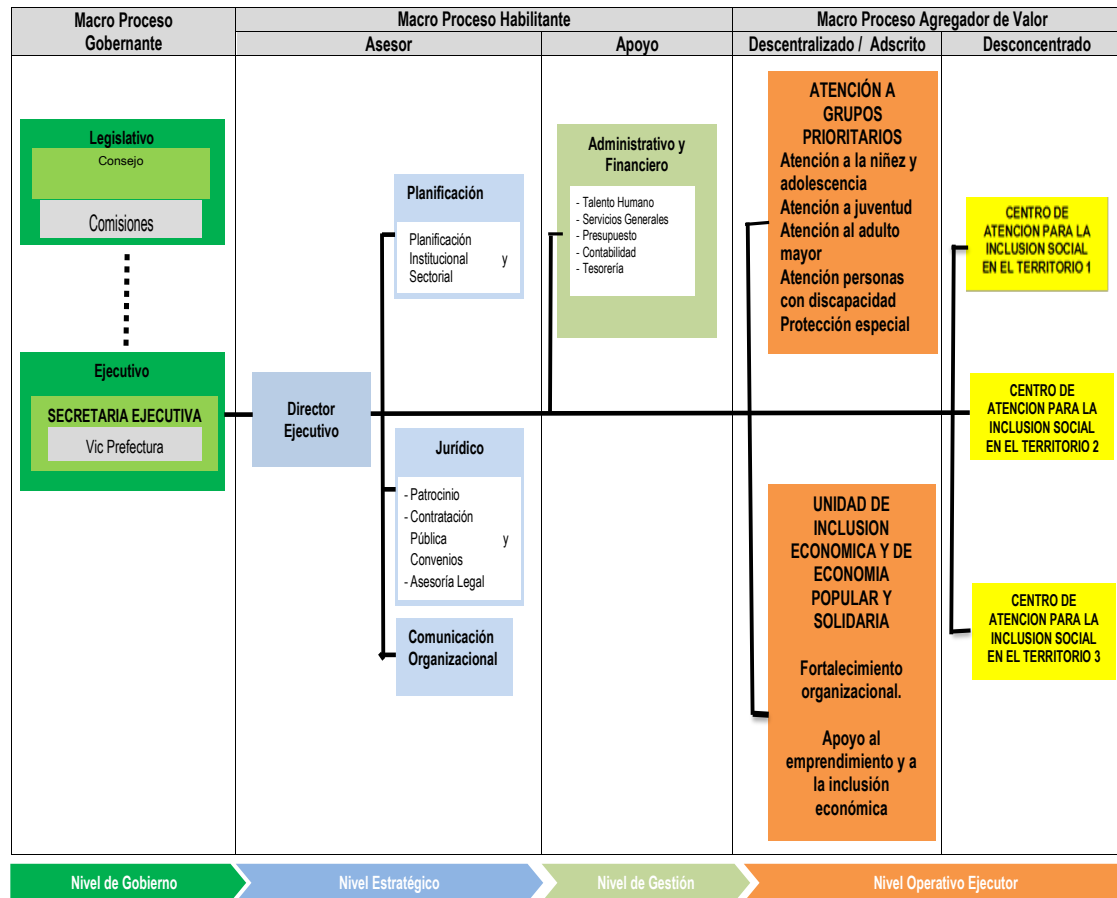 Macro Proceso
Gobernante
Macro Proceso Habilitante
Macro Proceso Agregador de Valor
Asesor
Apoyo
Descentralizado / Adscrito
Desconcentrado
Legislativo
Consejo
Comisiones
Ejecutivo
SECRETARIA EJECUTIVA
Vic Prefectura
Director
Ejecutivo
Planificación
Planificación
Institucional y
Sectorial
Jurídico
- Patrocinio
- Contratación
Pública y
Convenios
- Asesoría Legal
Comunicación
Organizacional
Administrativo y
Financiero
- Talento Humano
- Servicios Generales
- Presupuesto
- Contabilidad
- Tesorería
ATENCIÓN A
GRUPOS
PRIORITARIOS
Atención a la niñez y
adolescencia
Atención a juventud
Atención al adulto
mayor
Atención personas
con discapacidad
Protección especial
UNIDAD DE
INCLUSION
ECONOMICA Y DE
ECONOMIA
POPULAR Y
SOLIDARIA
Fortalecimiento
organizacional.
Apoyo al
emprendimiento y a
la inclusión
económica
CENTRO DE
ATENCION PARA LA
INCLUSION SOCIAL
EN EL TERRITORIO 1
CENTRO DE
ATENCION PARA LA
INCLUSION SOCIAL
EN EL TERRITORIO 2
CENTRO DE
ATENCION PARA LA
INCLUSION SOCIAL
EN EL TERRITORIO 3
Nivel de Gobierno
Nivel Estratégico
Nivel de Gestión
Nivel Operativo Ejecutor